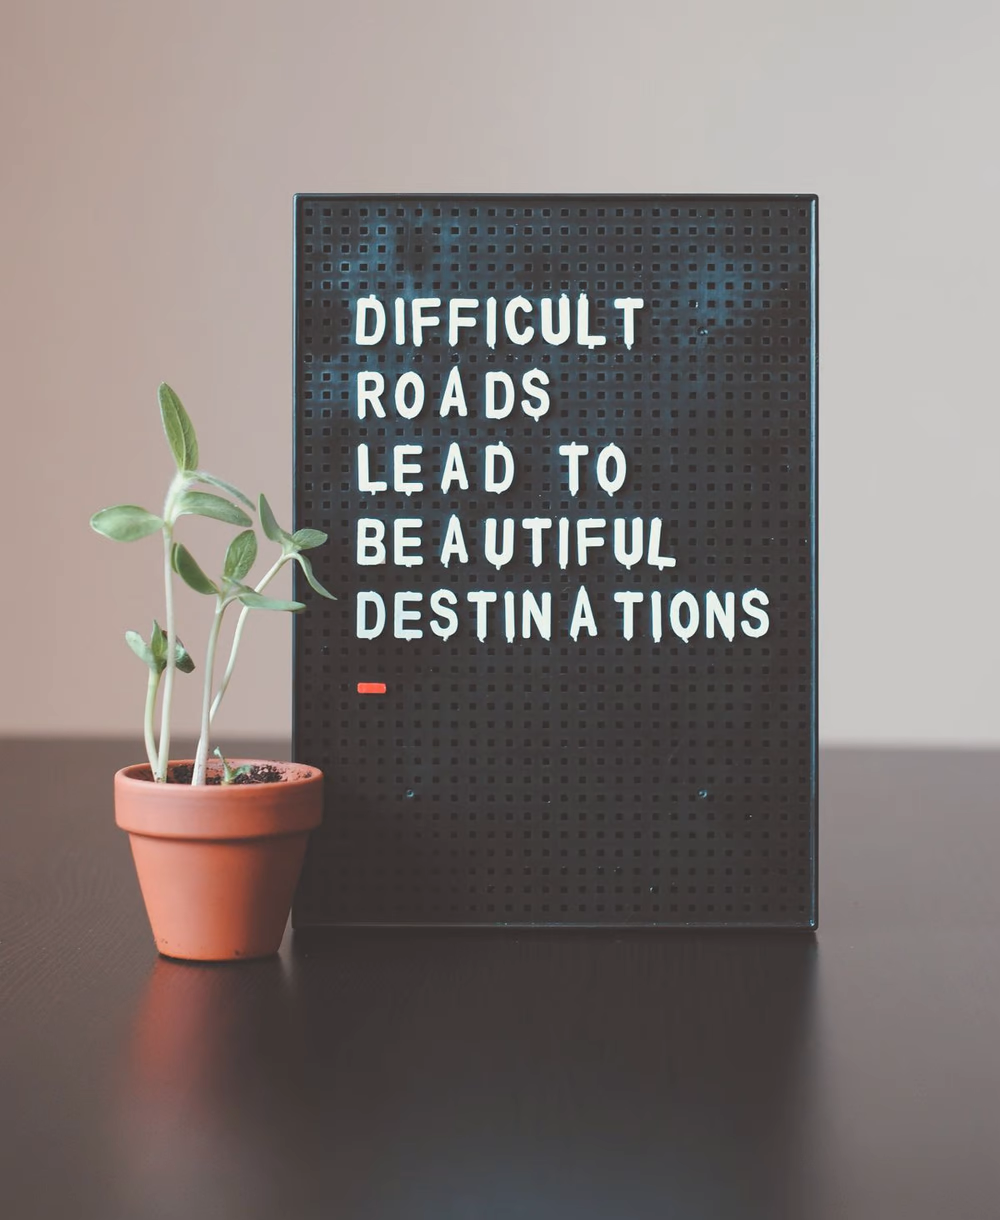 DIFFICULT
ROADS
LEAD TO
BEAUTIFUL
DESTINATIONS